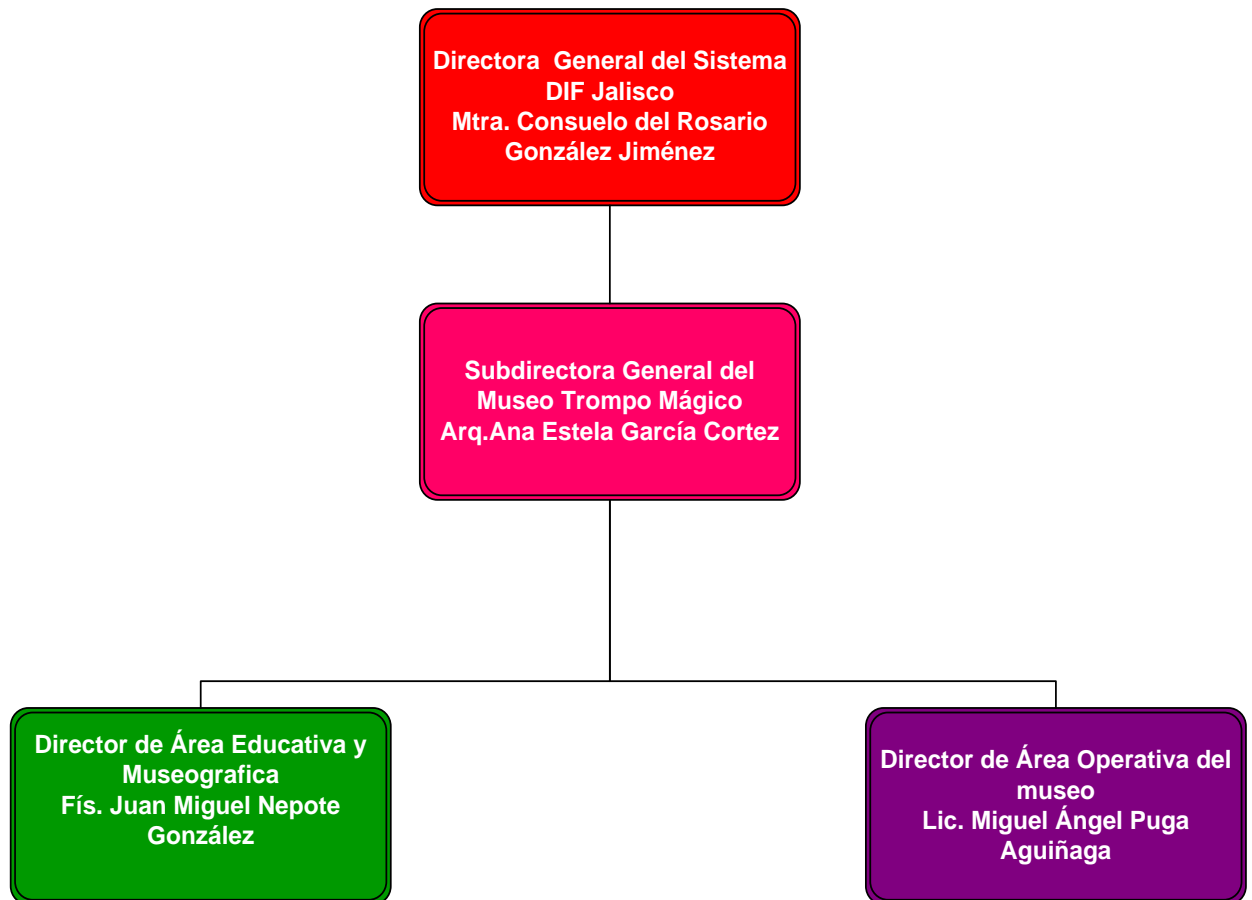 Directora  General del Sistema
DIF Jalisco
Mtra. Consuelo del Rosario
González Jiménez
Subdirectora General del
Museo Trompo Mágico
Arq.Ana Estela García Cortez
Director de Área Educativa y
Museografica
Fís. Juan Miguel Nepote
González
Director de Área Operativa del
museo
Lic. Miguel Ángel Puga
Aguiñaga